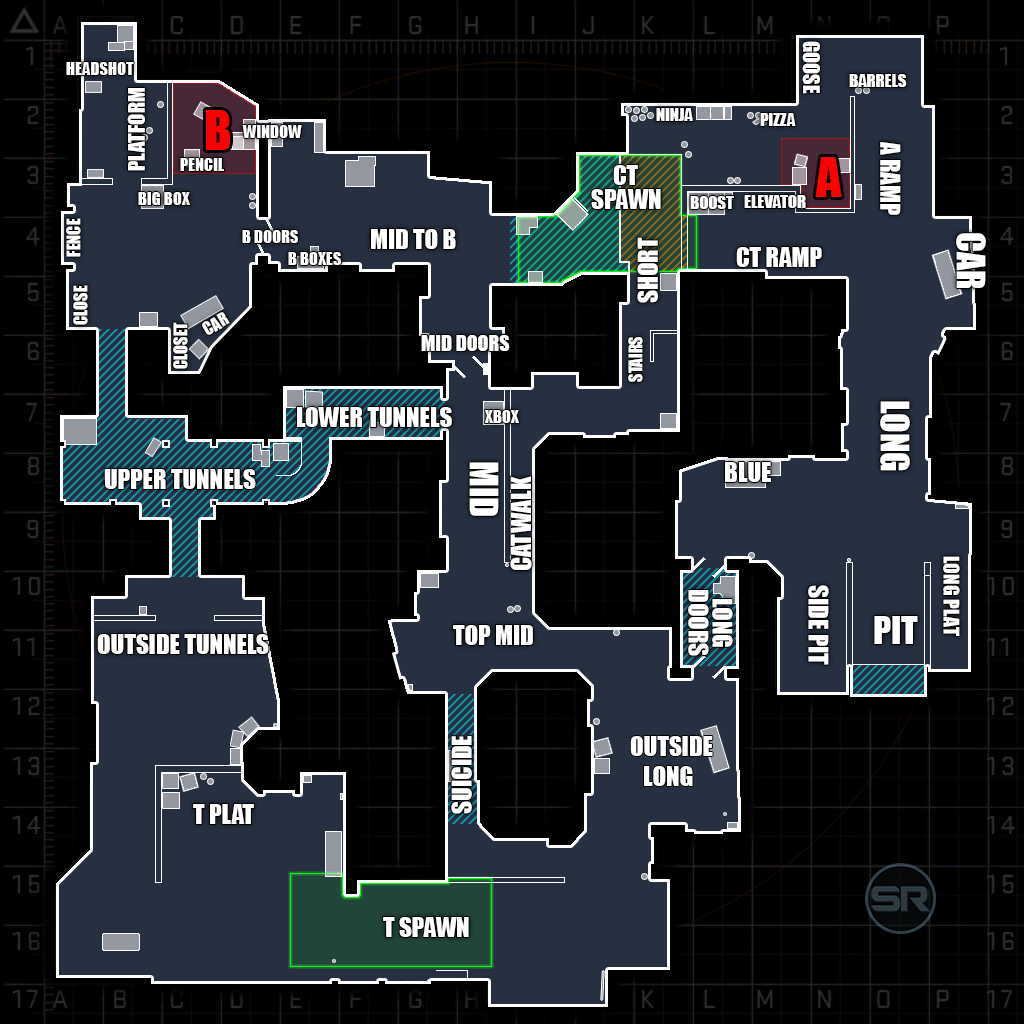 A B C D E F G H I J K L M N O P
1
1
GOOSE
HEADSHOT
BARRELS
2
PLATFORM
NINJA
PIZZA
2
B
WINDOW
PENCIL
3
CT
SPAWN
A
A RAMP
3
BIG BOX
BOOST
ELEVATOR
4
FENCE
B DOORS
MID TO B
B BOXES
SHORT
CT RAMP
CAR
4
5
CLOSE
CAR
5
6
CLOSET
MID DOORS
STAIRS
6
7
LOWER TUNNELS
XBOX
LONG
7
8
UPPER TUNNELS
MID
CATWALK
BLUE
8
9
9
10
LONG
DOORS
SIDE PIT
PIT
LONG PLAT
10
11
OUTSIDE TUNNELS
TOP MID
11
12
12
13
SUICIDE
OUTSIDE
LONG
13
14
T PLAT
14
15
SR
15
16
T SPAWN
16
17
A B C D E F G H I J K L M N O P
17